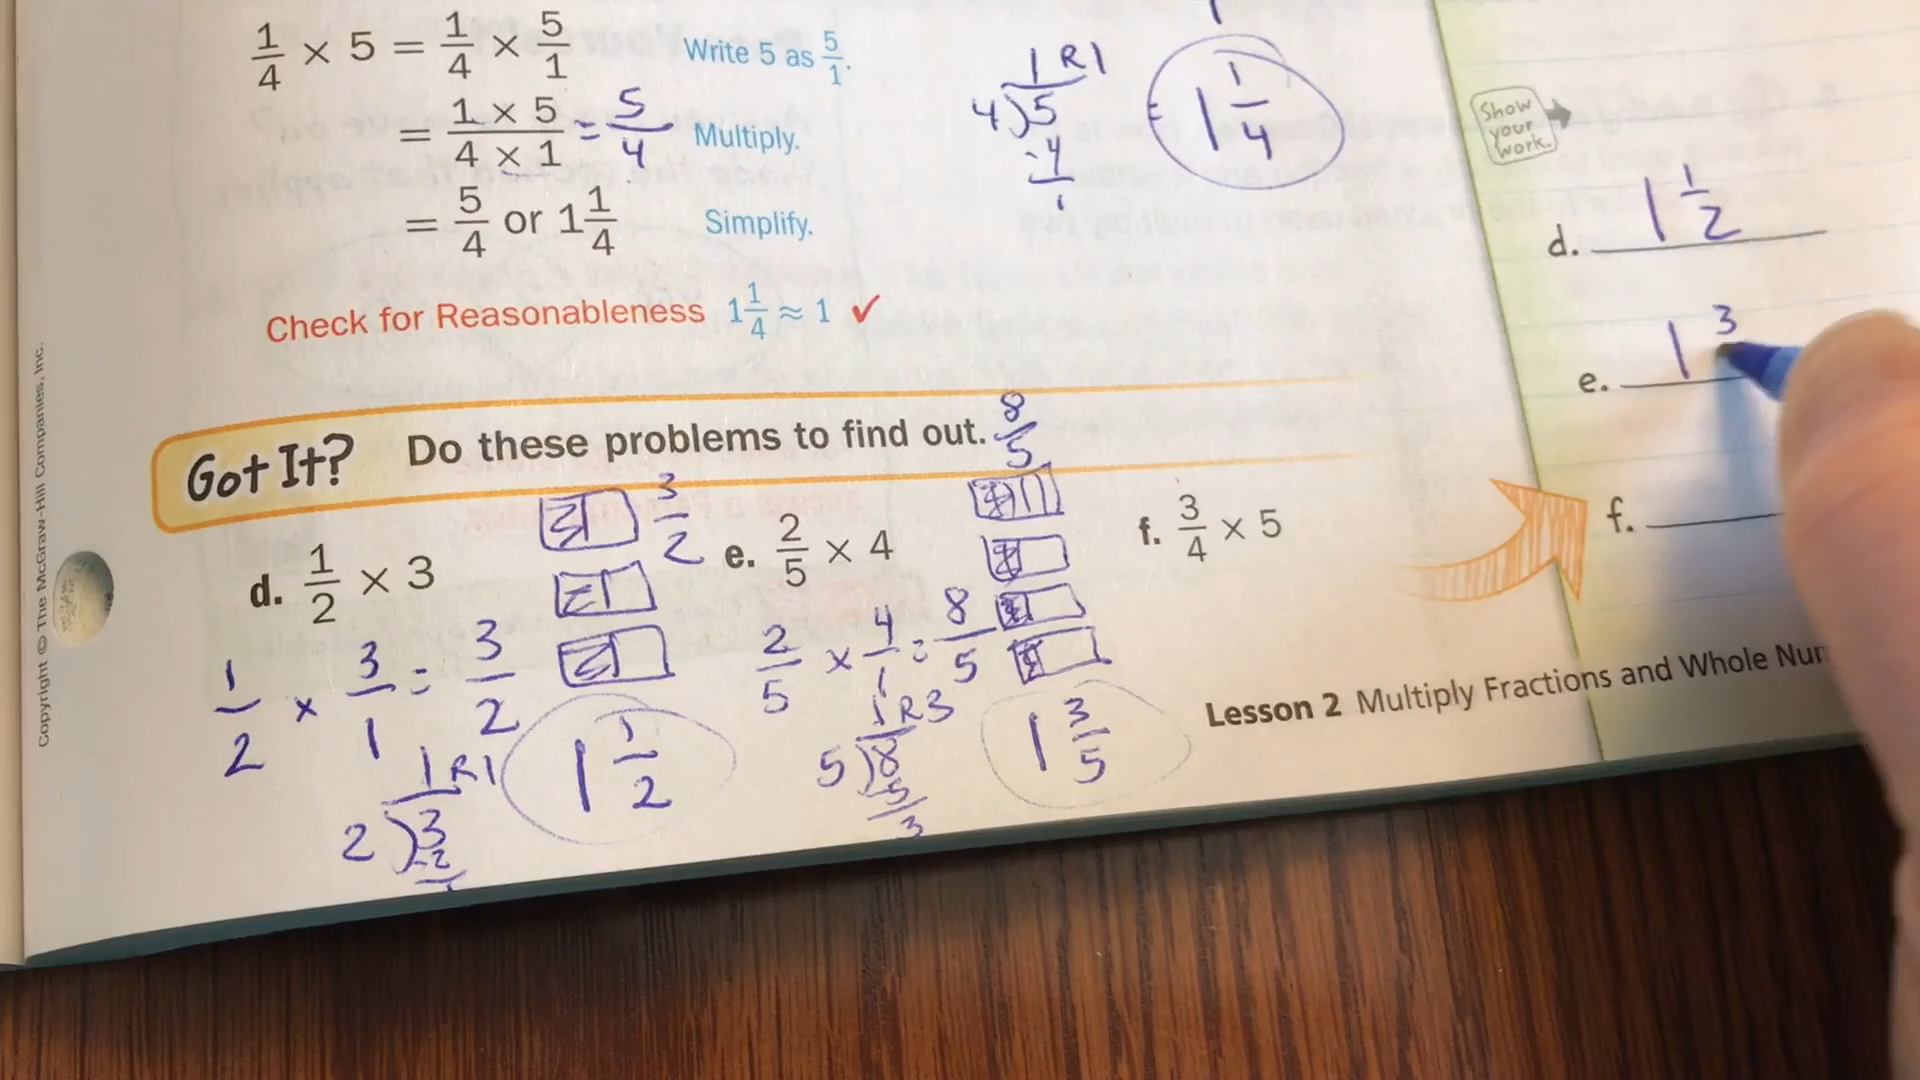 1/4 × 5 = 1/4 × 5/1 Write 5 as 5/1.
= 1 × 5 / 4 × 1 = 5/4 Multiply.
= 5/4 or 1 1/4 Simplify.
Check for Reasonableness 1 1/4 ≈ 1 ✓
1 R1
4)5
-4
1
= 1 1/4
Show your work.
d. 1 1/2
e. 1 3
f.
Got It? Do these problems to find out.
8/5
d. 1/2 × 3
3/2
e. 2/5 × 4
f. 3/4 × 5
1/2 × 3/1 = 3/2
1 R1
2)3
-2
1
1 1/2
2/5 × 4/1 = 8/5
1 R3
5)8
5
3
1 3/5
Lesson 2 Multiply Fractions and Whole Nu
Copyright © The McGraw-Hill Companies, Inc.